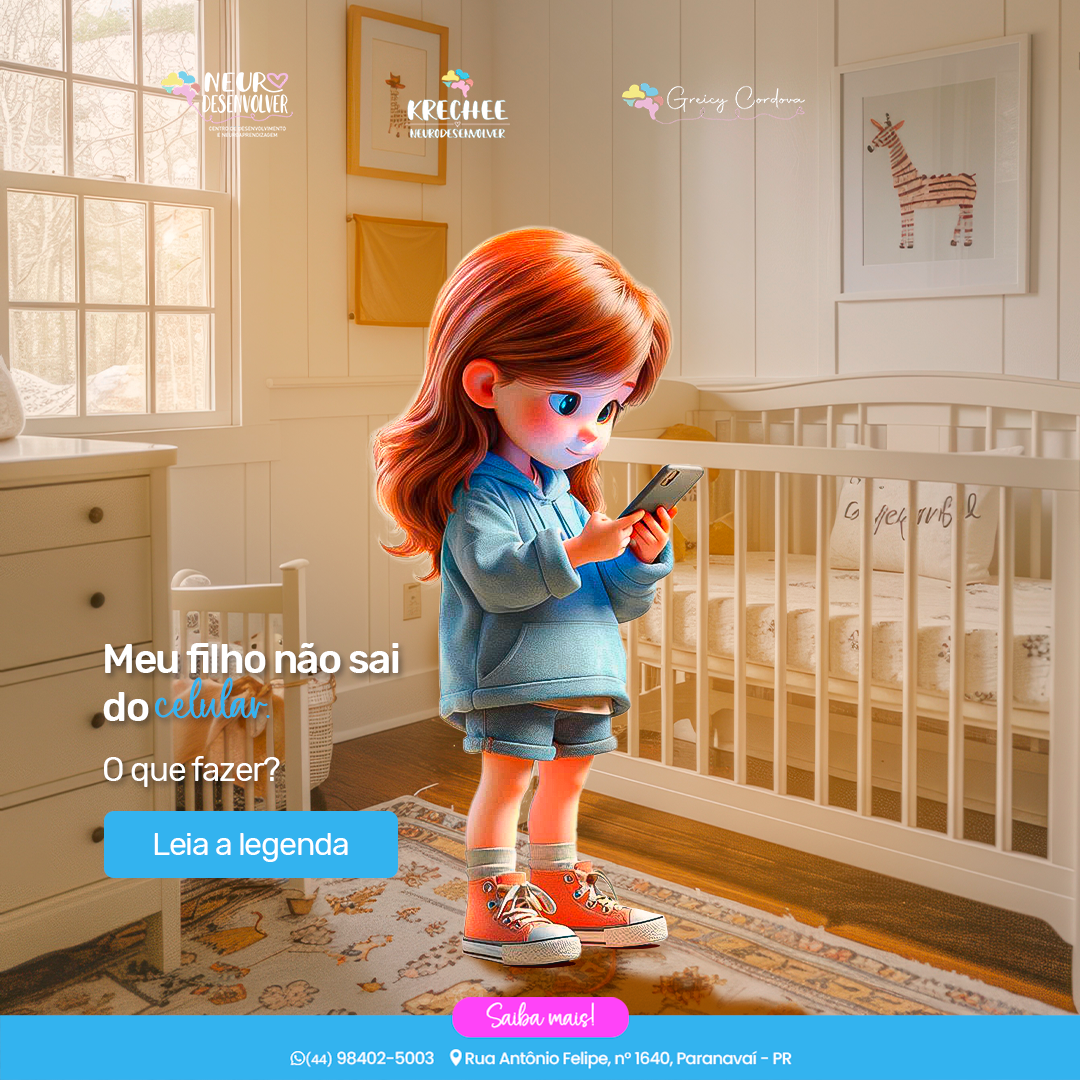 NEURO
DESENVOLVER
CENTRO DE DESENVOLVIMENTO
E NEUROAPRENDIZAGEM
KRECHEE
NEURODESENVOLVER
Greicy Cordova
Meu filho não sai
do celular.
O que fazer?
Leia a legenda
Saiba mais!
(44) 98402-5003 Rua Antônio Felipe, nº 1640, Paranavaí - PR